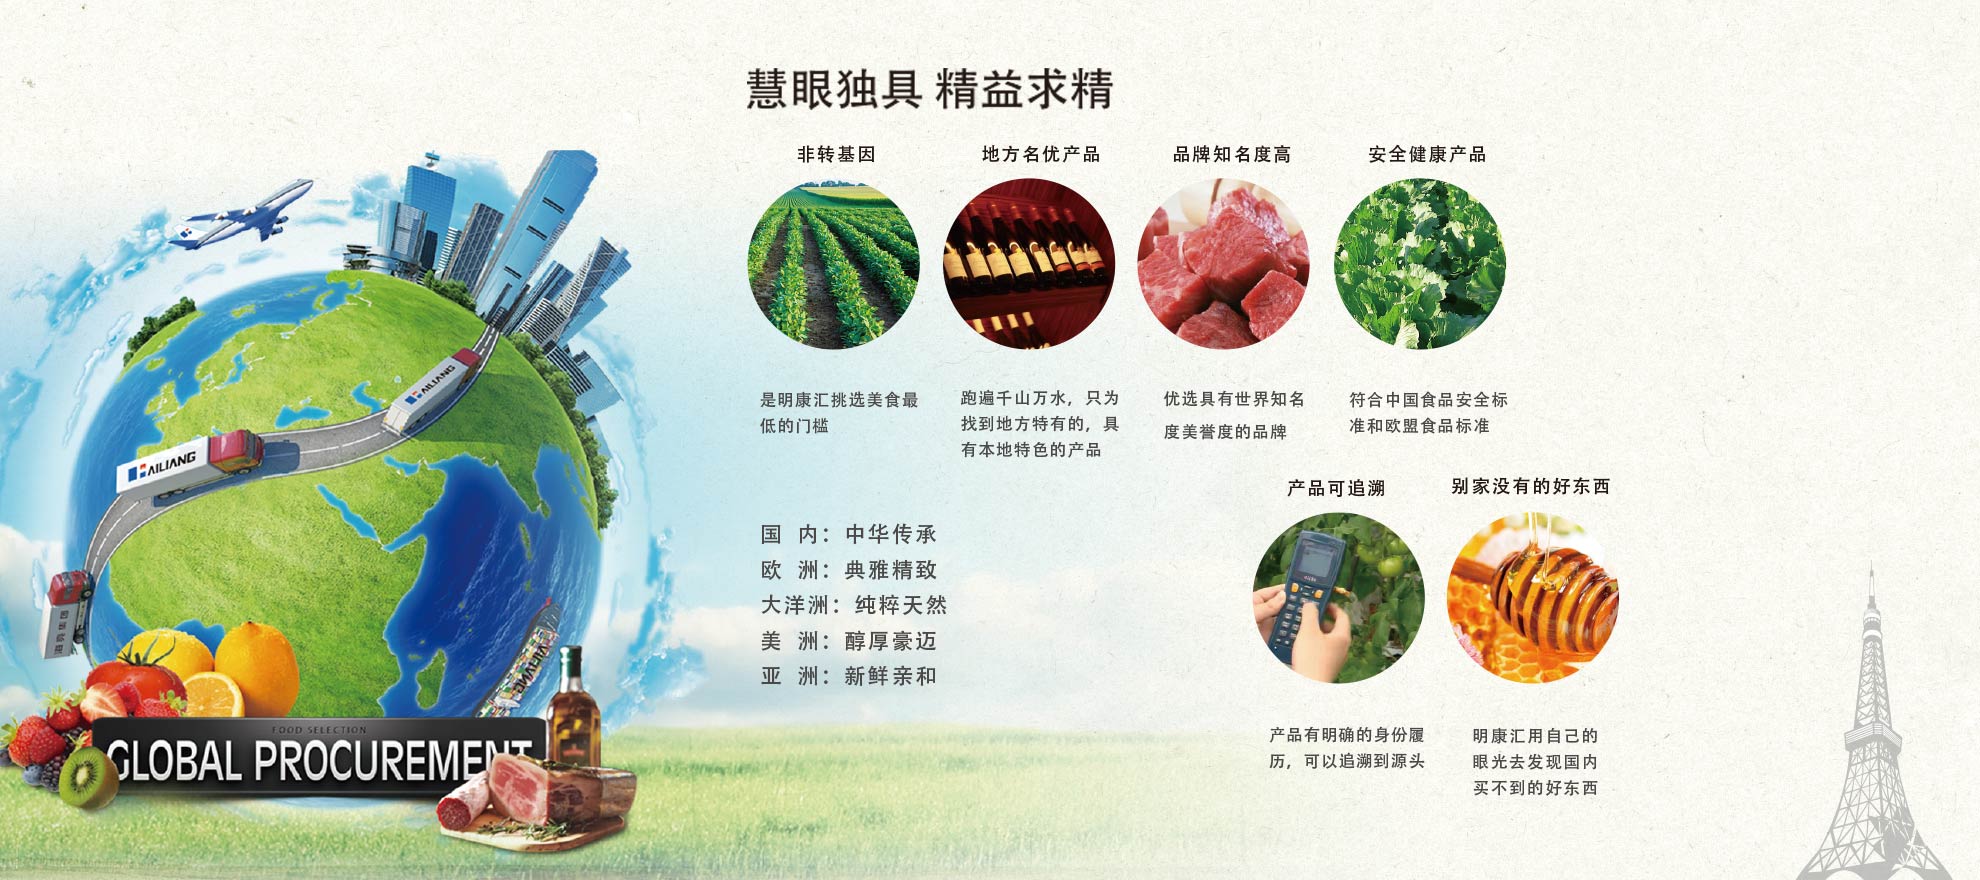 慧眼独具 精益求精
非转基因
地方名优产品
品牌知名度高
安全健康产品
是明康汇挑选美食最
低的门槛
跑遍千山万水，只为
找到地方特有的，具
有本地特色的产品
优选具有世界知名
度美誉度的品牌
符合中国食品安全标
准和欧盟食品标准
产品可追溯
别家没有的好东西
产品有明确的身份履
历，可以追溯到源头
明康汇用自己的
眼光去发现国内
买不到的好东西
国 内：中华传承
欧 洲：典雅精致
大洋洲：纯粹天然
美 洲：醇厚豪迈
亚 洲：新鲜亲和
HAILIANG
HAILIANG
海亮集团
HAILIANG
FOOD SELECTION
GLOBAL PROCUREMENT